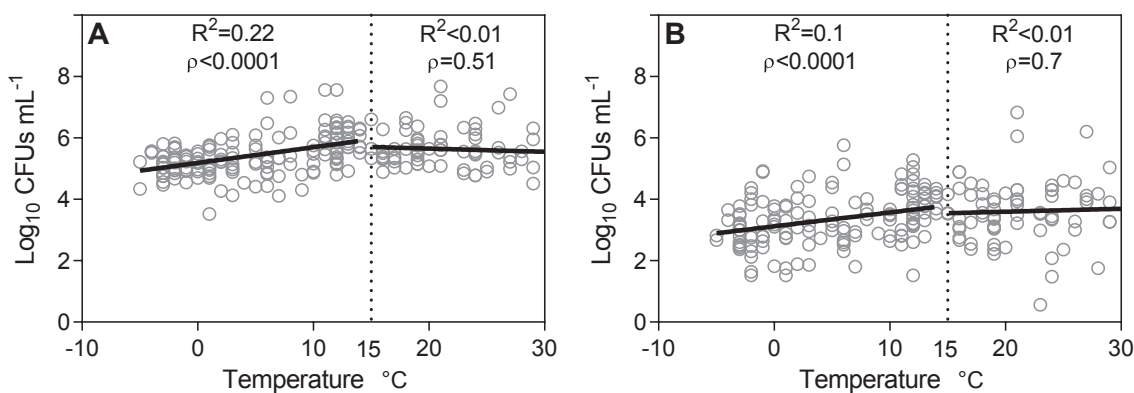 A
R²=0.22
ρ<0.0001
R²<0.01
ρ=0.51
Log₁₀ CFUs mL⁻¹
8
6
4
2
0
-10 0 10 15 20 30
Temperature °C
B
R²=0.1
ρ<0.0001
R²<0.01
ρ=0.7
Log₁₀ CFUs mL⁻¹
8
6
4
2
0
-10 0 10 15 20 30
Temperature °C